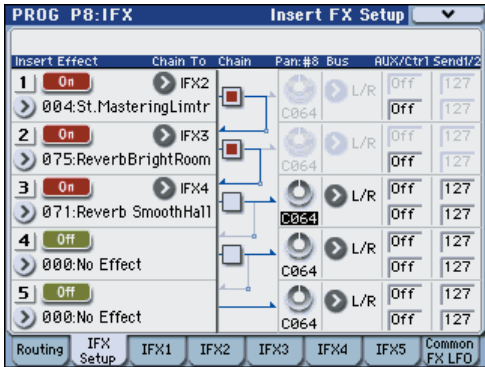 PROG P8:IFX Insert FX Setup
Insert Effect Chain To Chain Pan:#8 Bus AUX/Ctrl Send1/2
1 On IFX2 C064 L/R Off 127
004:St.MasteringLimtr Off 127
2 On IFX3 C064 L/R Off 127
075:ReverbBrightRoom Off 127
3 On IFX4 C064 L/R Off 127
071:Reverb SmoothHall Off 127
4 Off C064 L/R Off 127
000:No Effect Off 127
5 Off C064 L/R Off 127
000:No Effect Off 127
Routing IFX Setup IFX1 IFX2 IFX3 IFX4 IFX5 Common FX LFO